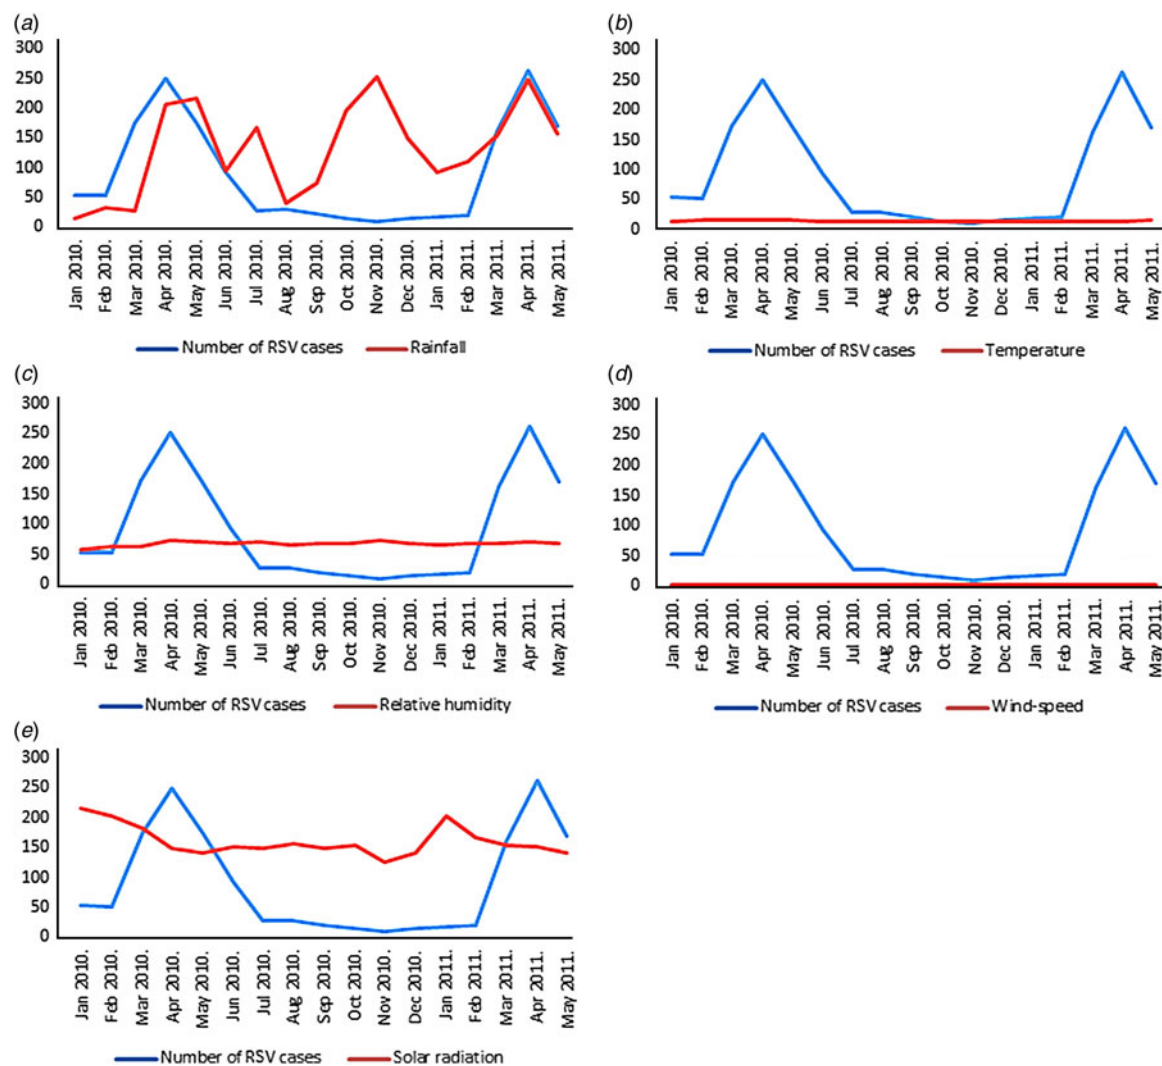 (a)
300
250
200
150
100
50
0
Jan 2010.
Feb 2010.
Mar 2010.
Apr 2010.
May 2010.
Jun 2010.
Jul 2010.
Aug 2010.
Sep 2010.
Oct 2010.
Nov 2010.
Dec 2010.
Jan 2011.
Feb 2011.
Mar 2011.
Apr 2011.
May 2011.
Number of RSV cases Rainfall
(b)
300
250
200
150
100
50
0
Jan 2010.
Feb 2010.
Mar 2010.
Apr 2010.
May 2010.
Jun 2010.
Jul 2010.
Aug 2010.
Sep 2010.
Oct 2010.
Nov 2010.
Dec 2010.
Jan 2011.
Feb 2011.
Mar 2011.
Apr 2011.
May 2011.
Number of RSV cases Temperature
(c)
300
250
200
150
100
50
0
Jan 2010.
Feb 2010.
Mar 2010.
Apr 2010.
May 2010.
Jun 2010.
Jul 2010.
Aug 2010.
Sep 2010.
Oct 2010.
Nov 2010.
Dec 2010.
Jan 2011.
Feb 2011.
Mar 2011.
Apr 2011.
May 2011.
Number of RSV cases Relative humidity
(d)
300
250
200
150
100
50
0
Jan 2010.
Feb 2010.
Mar 2010.
Apr 2010.
May 2010.
Jun 2010.
Jul 2010.
Aug 2010.
Sep 2010.
Oct 2010.
Nov 2010.
Dec 2010.
Jan 2011.
Feb 2011.
Mar 2011.
Apr 2011.
May 2011.
Number of RSV cases Wind-speed
(e)
300
250
200
150
100
50
0
Jan 2010.
Feb 2010.
Mar 2010.
Apr 2010.
May 2010.
Jun 2010.
Jul 2010.
Aug 2010.
Sep 2010.
Oct 2010.
Nov 2010.
Dec 2010.
Jan 2011.
Feb 2011.
Mar 2011.
Apr 2011.
May 2011.
Number of RSV cases Solar radiation